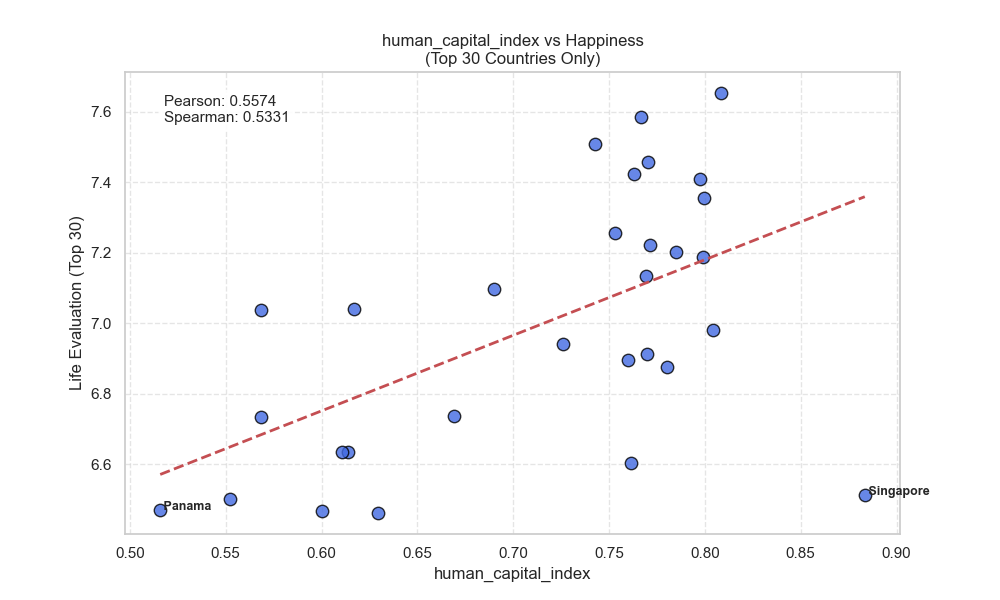 human_capital_index vs Happiness
(Top 30 Countries Only)
Pearson: 0.5574
Spearman: 0.5331
Life Evaluation (Top 30)
7.6
7.4
7.2
7.0
6.8
6.6
Panama
Singapore
0.50 0.55 0.60 0.65 0.70 0.75 0.80 0.85 0.90
human_capital_index